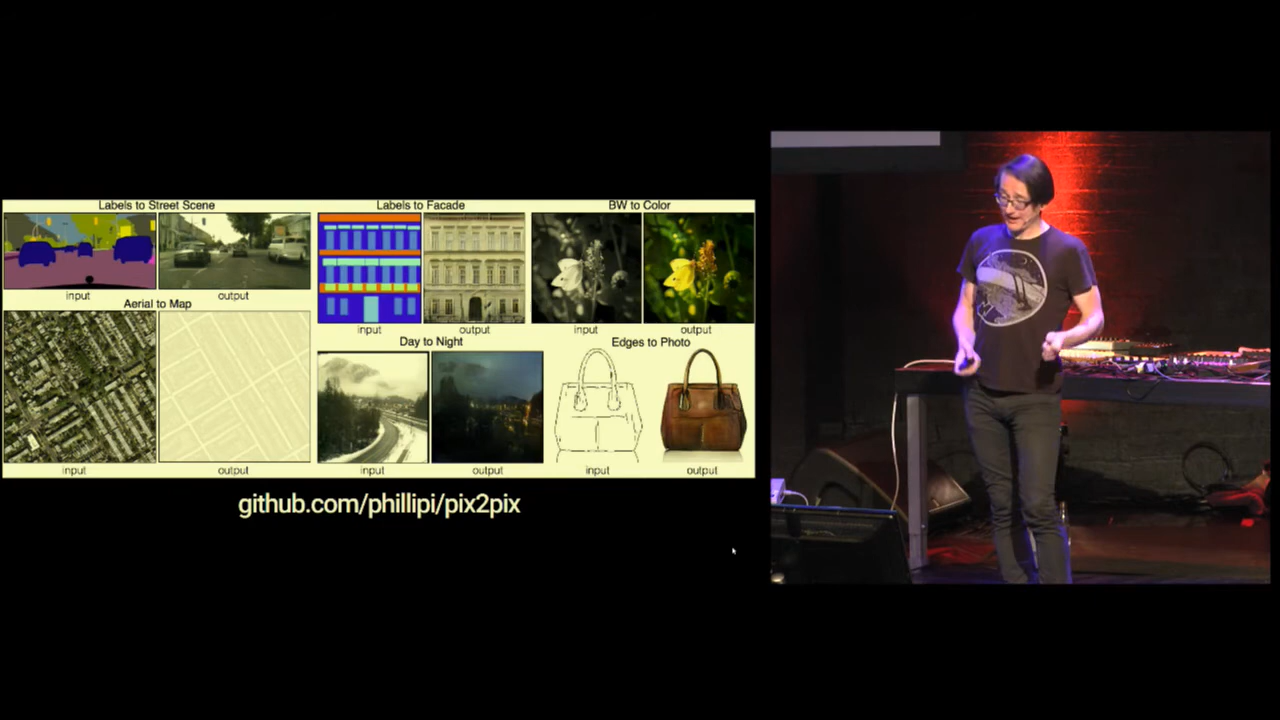 Labels to Street Scene
input
output
Aerial to Map
input
output
Labels to Facade
input
output
BW to Color
input
output
Day to Night
input
output
Edges to Photo
input
output
github.com/phillipi/pix2pix